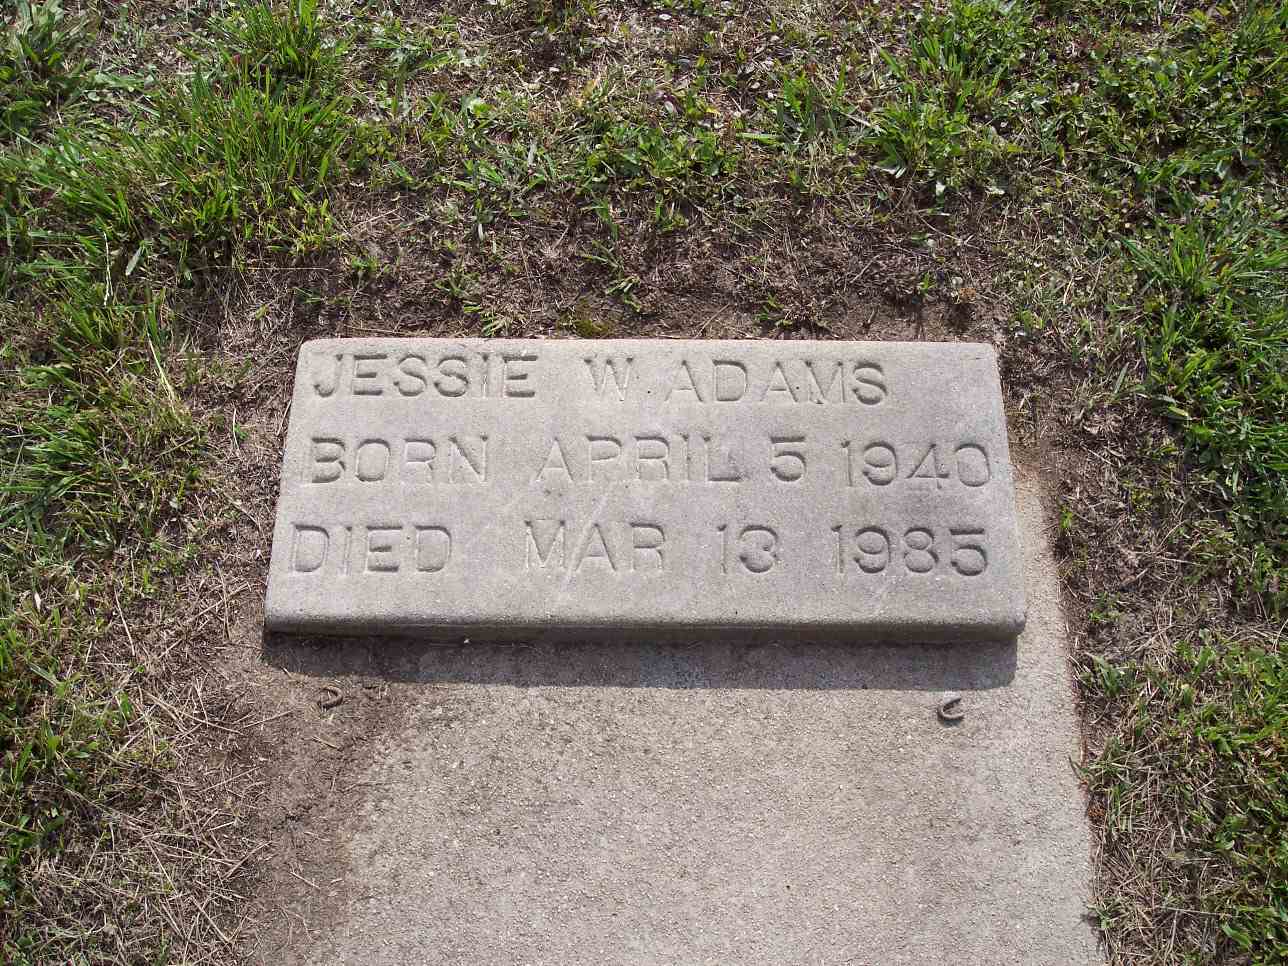 JESSIE W. ADAMS
BORN APRIL 5 1940
DIED MAR 13 1985